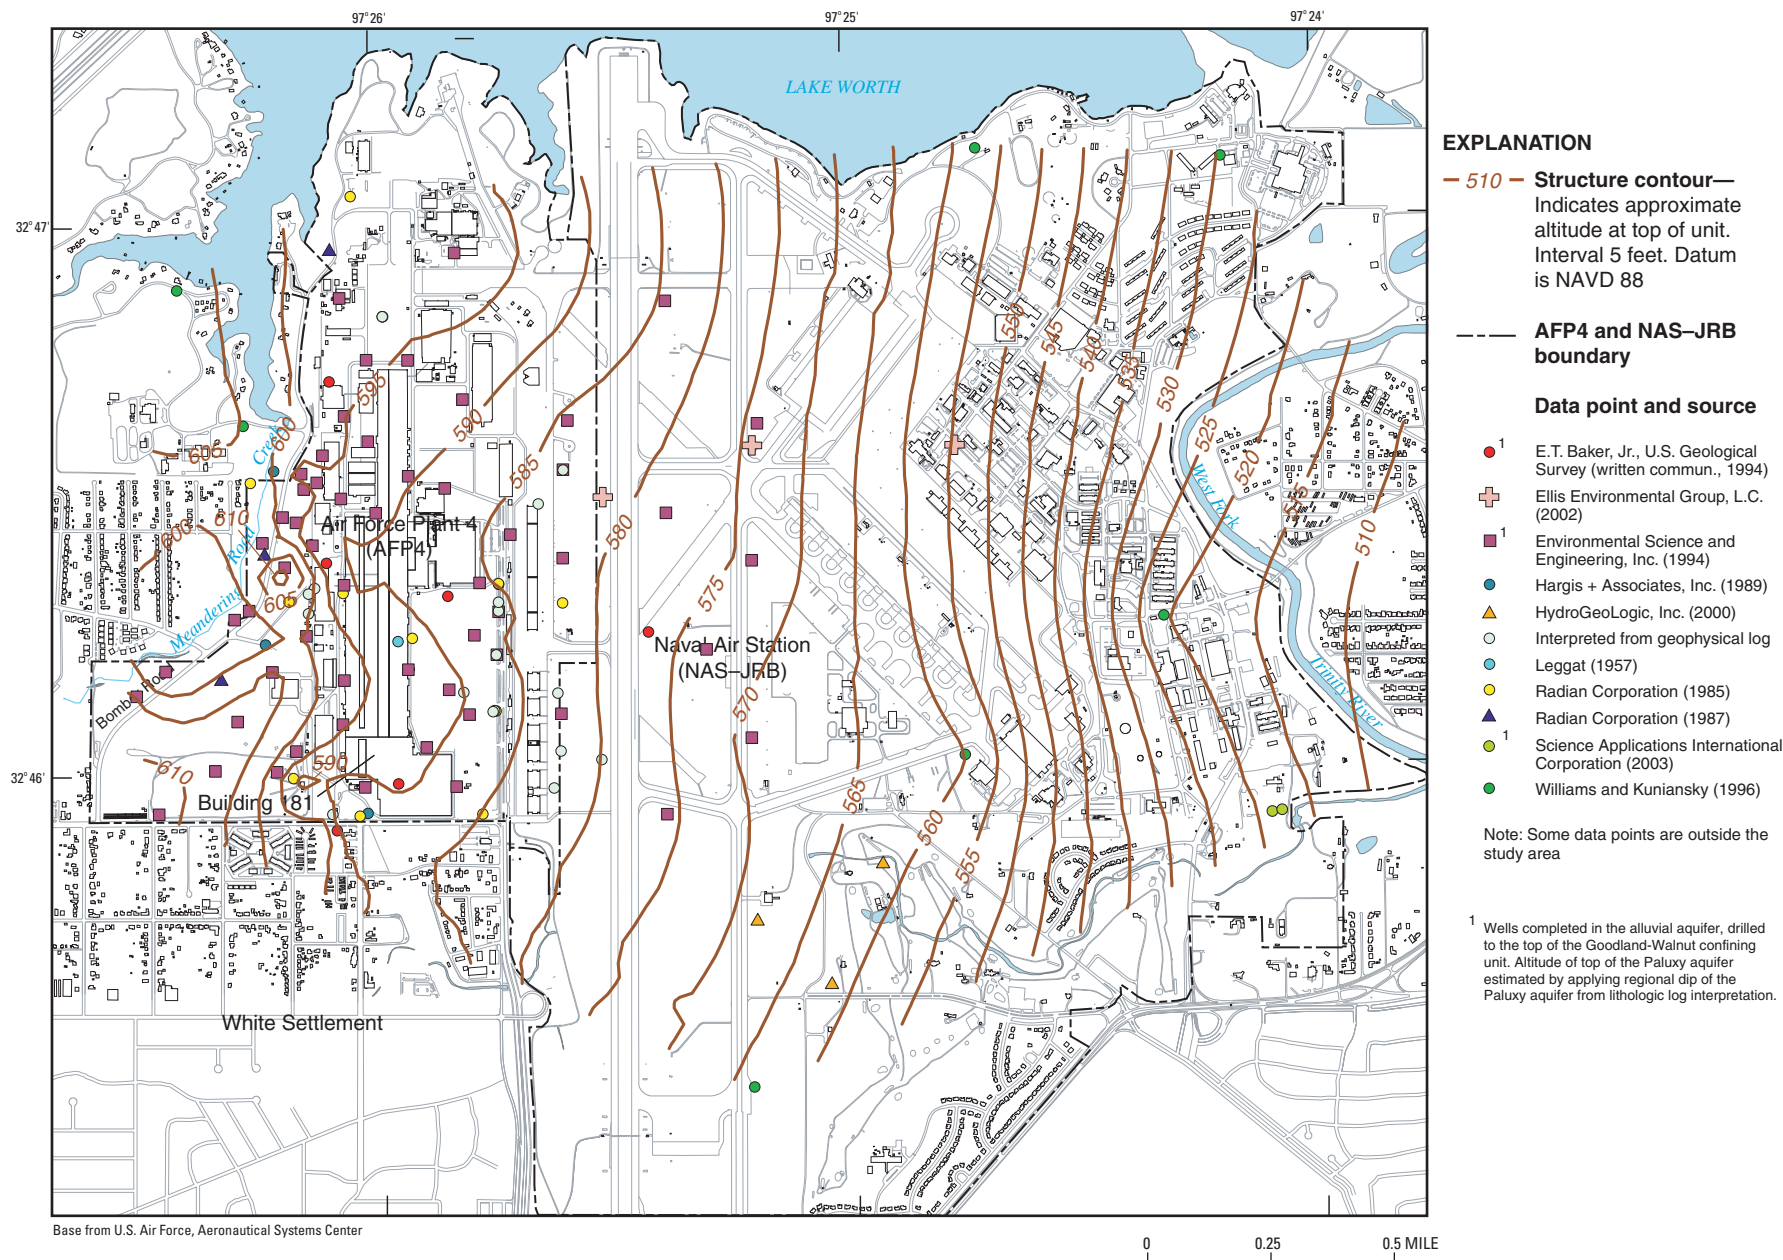 97°26'
97°25'
97°24'
32°47'
32°46'
LAKE WORTH
Creek
Road
Meandering
Bomber Road
Air Force Plant 4
(AFP4)
Naval Air Station
(NAS–JRB)
Building 181
White Settlement
West Fork
Trinity River
605
600
595
590
585
580
575
570
565
560
555
550
545
540
535
530
525
520
515
510
600
610
605
610
590
EXPLANATION
510
Structure contour—
Indicates approximate
altitude at top of unit.
Interval 5 feet. Datum
is NAVD 88
AFP4 and NAS–JRB
boundary
Data point and source
1 E.T. Baker, Jr., U.S. Geological
Survey (written commun., 1994)
Ellis Environmental Group, L.C.
(2002)
1 Environmental Science and
Engineering, Inc. (1994)
Hargis + Associates, Inc. (1989)
HydroGeoLogic, Inc. (2000)
Interpreted from geophysical log
Leggat (1957)
Radian Corporation (1985)
Radian Corporation (1987)
1 Science Applications International
Corporation (2003)
Williams and Kuniansky (1996)
Note: Some data points are outside the
study area
1 Wells completed in the alluvial aquifer, drilled
to the top of the Goodland-Walnut confining
unit. Altitude of top of the Paluxy aquifer
estimated by applying regional dip of the
Paluxy aquifer from lithologic log interpretation.
Base from U.S. Air Force, Aeronautical Systems Center
0 0.25 0.5 MILE